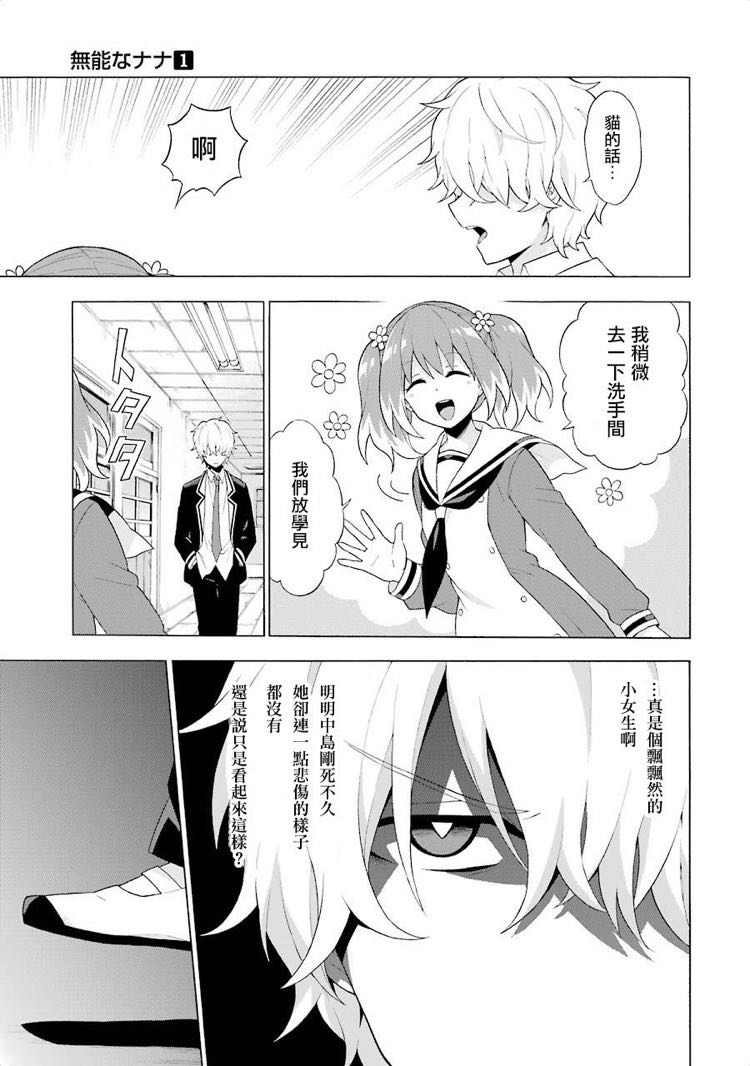 無能なナナ1
貓的話…
啊
我稍微
去一下洗手間
我們放學見
トタタタ
…真是個飄飄然的
小女生啊
明明中島剛死不久
她卻連一點悲傷的樣子
都沒有
還是説只是看起來這樣？